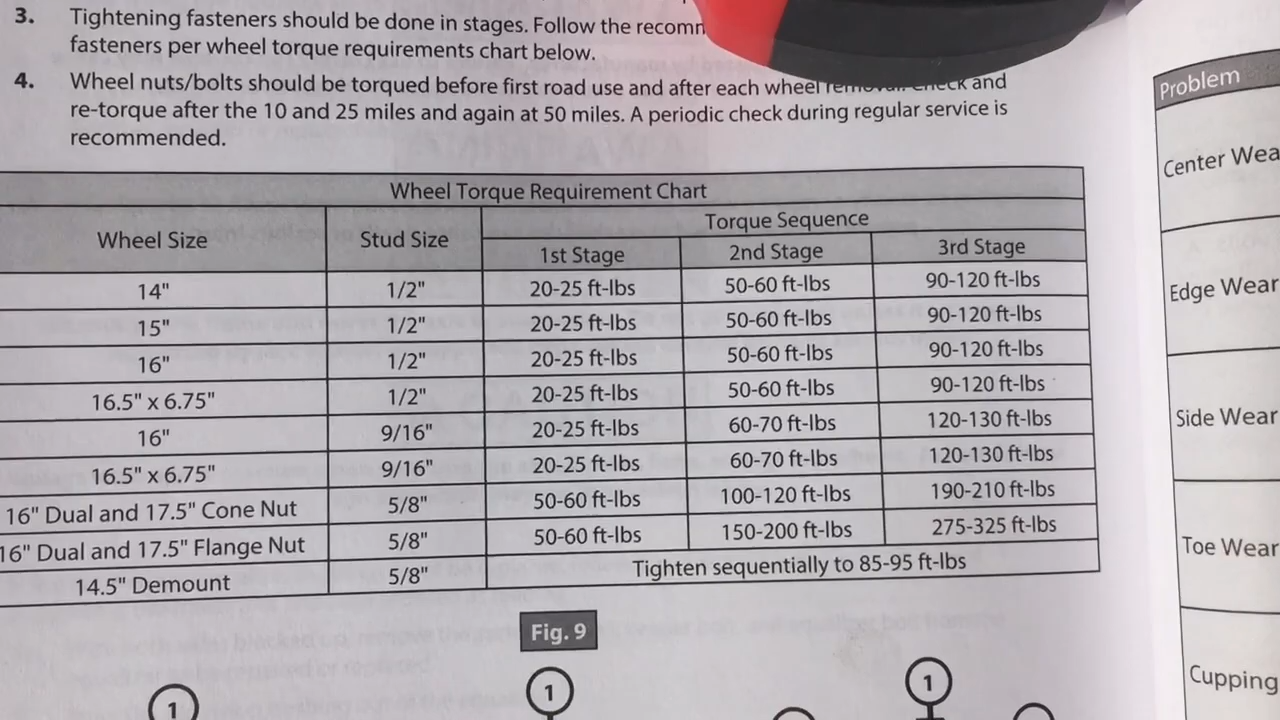 3. Tightening fasteners should be done in stages. Follow the recom
fasteners per wheel torque requirements chart below.
4. Wheel nuts/bolts should be torqued before first road use and after each wheel removal. Check and
re-torque after the 10 and 25 miles and again at 50 miles. A periodic check during regular service is
recommended.
Wheel Torque Requirement Chart
Wheel Size Stud Size Torque Sequence
1st Stage 2nd Stage 3rd Stage
14" 1/2" 20-25 ft-lbs 50-60 ft-lbs 90-120 ft-lbs
15" 1/2" 20-25 ft-lbs 50-60 ft-lbs 90-120 ft-lbs
16" 1/2" 20-25 ft-lbs 50-60 ft-lbs 90-120 ft-lbs
16.5" x 6.75" 1/2" 20-25 ft-lbs 50-60 ft-lbs 90-120 ft-lbs
16" 9/16" 20-25 ft-lbs 60-70 ft-lbs 120-130 ft-lbs
16.5" x 6.75" 9/16" 20-25 ft-lbs 60-70 ft-lbs 120-130 ft-lbs
16" Dual and 17.5" Cone Nut 5/8" 50-60 ft-lbs 100-120 ft-lbs 190-210 ft-lbs
16" Dual and 17.5" Flange Nut 5/8" 50-60 ft-lbs 150-200 ft-lbs 275-325 ft-lbs
14.5" Demount 5/8" Tighten sequentially to 85-95 ft-lbs
Fig. 9
1 1 1
Problem
Center Wea
Edge Wear
Side Wear
Toe Wear
Cupping